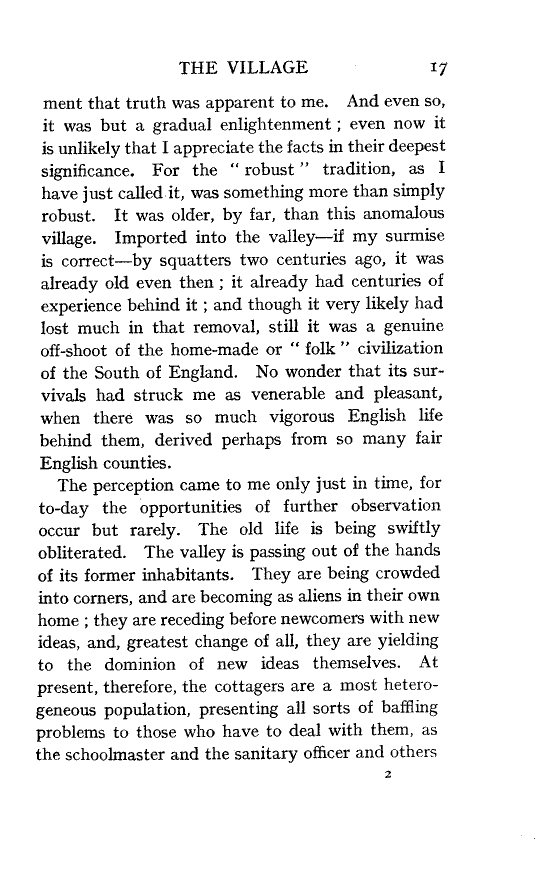 THE VILLAGE 17
ment that truth was apparent to me. And even so,
it was but a gradual enlightenment ; even now it
is unlikely that I appreciate the facts in their deepest
significance. For the " robust " tradition, as I
have just called it, was something more than simply
robust. It was older, by far, than this anomalous
village. Imported into the valley—if my surmise
is correct—by squatters two centuries ago, it was
already old even then ; it already had centuries of
experience behind it ; and though it very likely had
lost much in that removal, still it was a genuine
off-shoot of the home-made or " folk " civilization
of the South of England. No wonder that its sur-
vivals had struck me as venerable and pleasant,
when there was so much vigorous English life
behind them, derived perhaps from so many fair
English counties.
The perception came to me only just in time, for
to-day the opportunities of further observation
occur but rarely. The old life is being swiftly
obliterated. The valley is passing out of the hands
of its former inhabitants. They are being crowded
into corners, and are becoming as aliens in their own
home ; they are receding before newcomers with new
ideas, and, greatest change of all, they are yielding
to the dominion of new ideas themselves. At
present, therefore, the cottagers are a most hetero-
geneous population, presenting all sorts of baffling
problems to those who have to deal with them, as
the schoolmaster and the sanitary officer and others
2